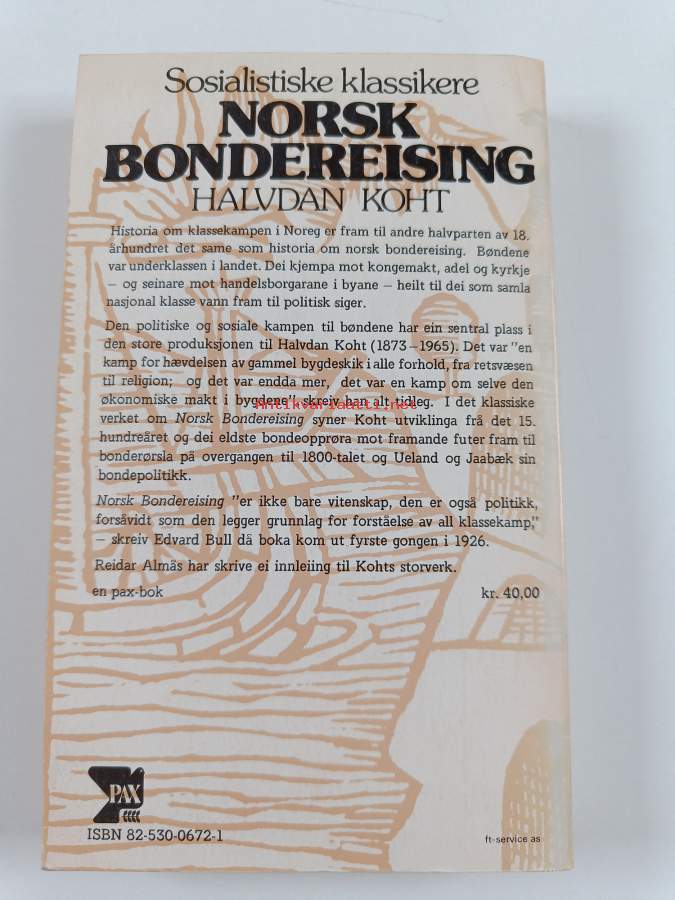 Sosialistiske klassikere
NORSK
BONDEREISING
HALVDAN KOHT
Historia om klassekampen i Noreg er fram til andre halvparten av 18.
århundret det same som historia om norsk bondereising. Bøndene
var underklassen i landet. Dei kjempa mot kongemakt, adel og kyrkje
– og seinare mot handelsborgarane i byane – heilt til dei som samla
nasjonal klasse vann fram til politisk siger.
Den politiske og sosiale kampen til bøndene har ein sentral plass i
den store produksjonen til Halvdan Koht (1873–1965). Det var "en
kamp for hævdelsen av gammel bygdeskik i alle forhold, fra retsvæsen
til religion; og det var endda mer, det var en kamp om selve den
økonomiske makt i bygdene", skreiv han alt tidleg. I det klassiske
antikvariaatti.net
verket om Norsk Bondereising syner Koht utviklinga frå det 15.
hundreåret og dei eldste bondeopprøra mot framande futer fram til
bonderørsla på overgangen til 1800-talet og Ueland og Jaabæk sin
bondepolitikk.
Norsk Bondereising "er ikke bare vitenskap, den er også politikk,
forsåvidt som den legger grunnlag for forståelse av all klassekamp,"
– skreiv Edvard Bull dä boka kom ut fyrste gongen i 1926.
Reidar Almås har skrive ei innleiing til Kohts storverk.
en pax-bok kr. 40,00
PAX
ISBN 82-530-0672-1
ft-service as